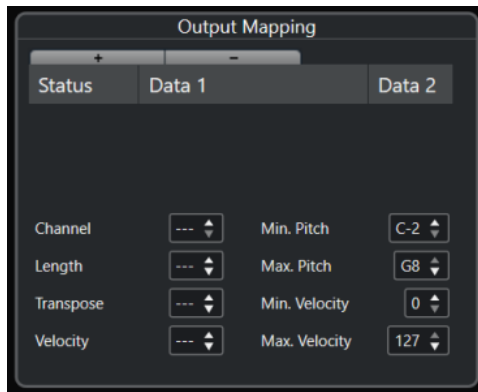 Output Mapping
+ −
Status Data 1 Data 2
Channel --- Min. Pitch C-2
Length --- Max. Pitch G8
Transpose --- Min. Velocity 0
Velocity --- Max. Velocity 127